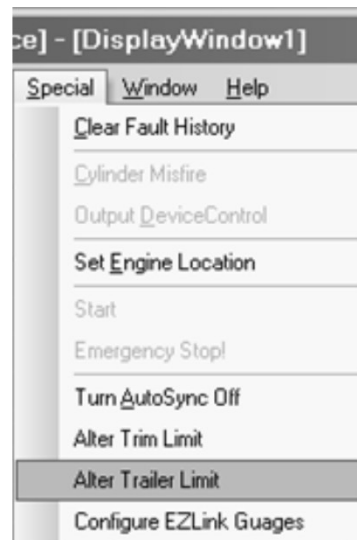 ce] - [DisplayWindow1]
Special Window Help
Clear Fault History
Cylinder Misfire
Output DeviceControl
Set Engine Location
Start
Emergency Stop!
Turn AutoSync Off
Alter Trim Limit
Alter Trailer Limit
Configure EZLink Guages